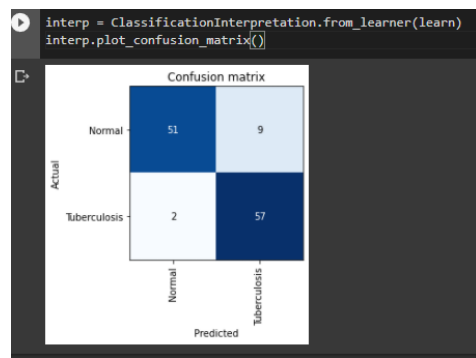 interp = ClassificationInterpretation.from_learner(learn)
interp.plot_confusion_matrix()
Confusion matrix
Actual
Normal
51
9
Tuberculosis
2
57
Normal
Tuberculosis
Predicted